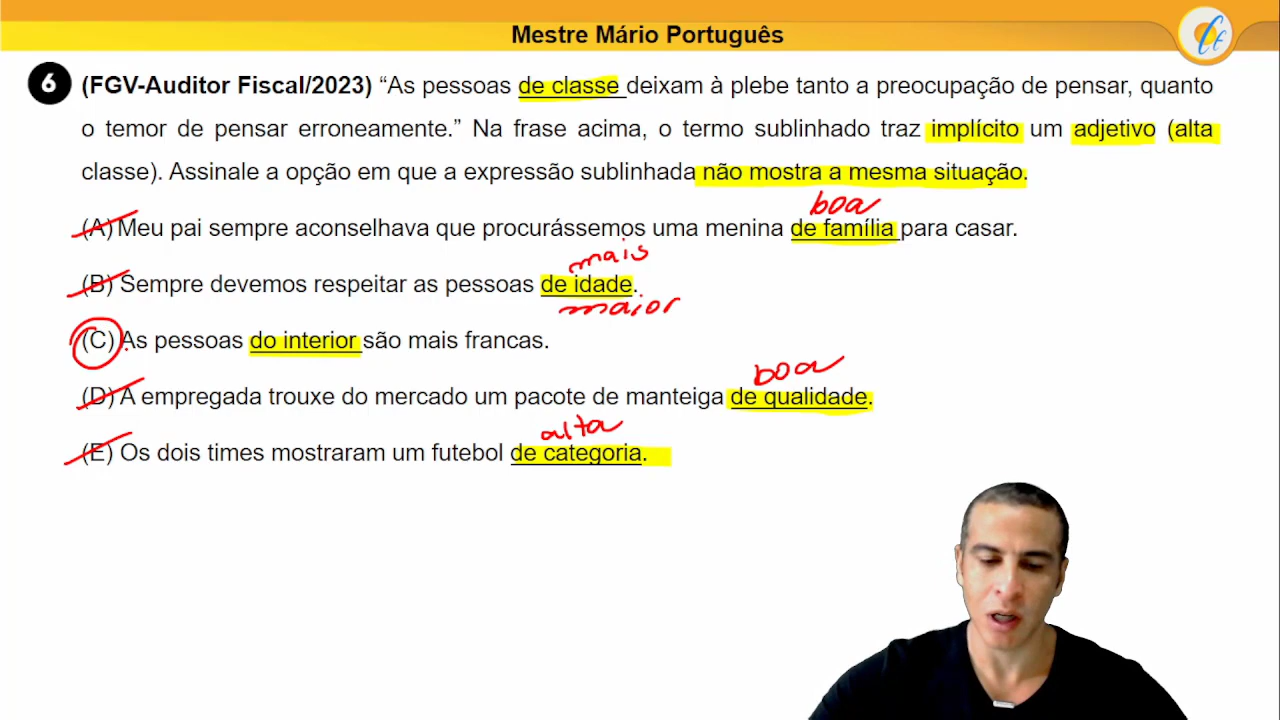 Mestre Mário Português
6 (FGV-Auditor Fiscal/2023) “As pessoas de classe deixam à plebe tanto a preocupação de pensar, quanto
o temor de pensar erroneamente.” Na frase acima, o termo sublinhado traz implícito um adjetivo (alta
classe). Assinale a opção em que a expressão sublinhada não mostra a mesma situação.
boa
(A) Meu pai sempre aconselhava que procurássemos uma menina de família para casar.
mais
(B) Sempre devemos respeitar as pessoas de idade.
maior
(C) As pessoas do interior são mais francas.
boa
(D) A empregada trouxe do mercado um pacote de manteiga de qualidade.
alta
(E) Os dois times mostraram um futebol de categoria.